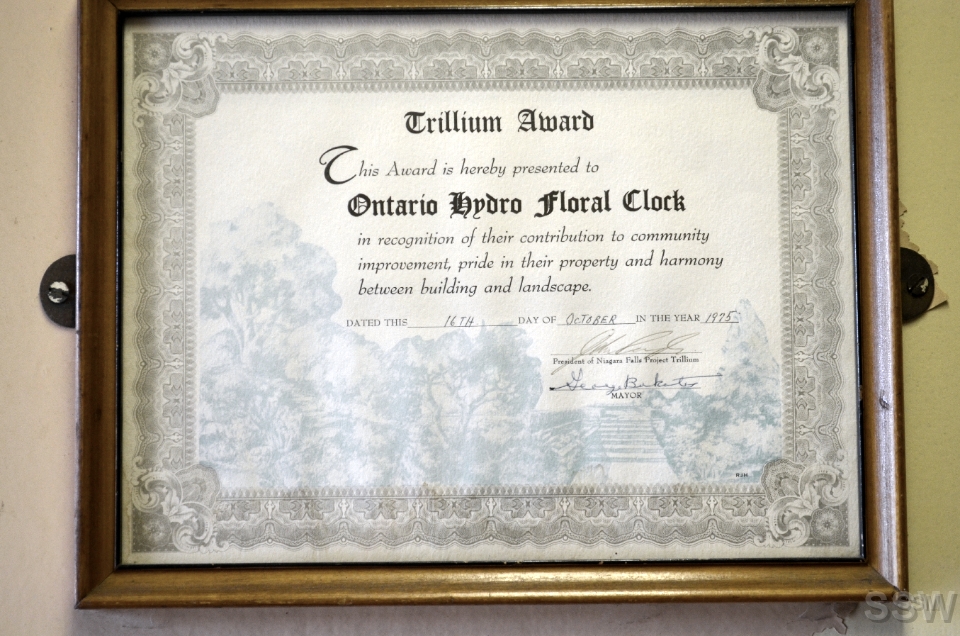 Trillium Award
This Award is hereby presented to
Ontario Hydro Floral Clock
in recognition of their contribution to community
improvement, pride in their property and harmony
between building and landscape.
DATED THIS 16TH DAY OF OCTOBER IN THE YEAR 1975
President of Niagara Falls Project Trillium
George Bukator
MAYOR
SSW